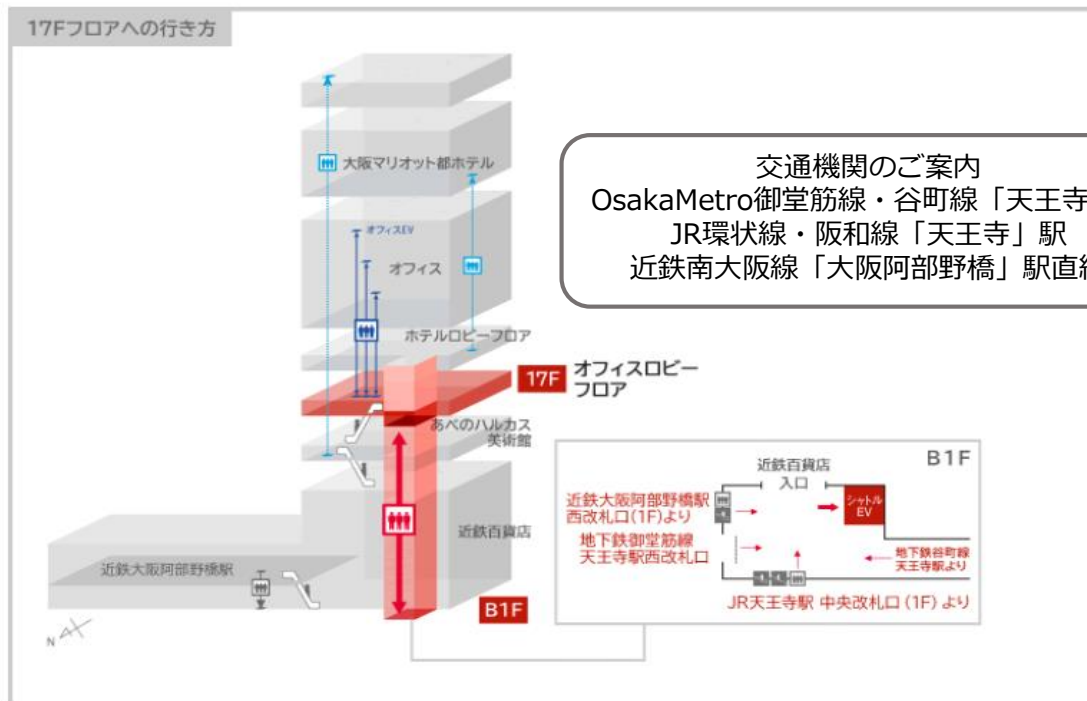 17Fフロアへの行き方
大阪マリオット都ホテル
オフィスEV
オフィス
ホテルロビーフロア
17F
オフィスロビー
フロア
あべのハルカス
美術館
近鉄百貨店
近鉄大阪阿部野橋駅
B1F
N
交通機関のご案内
OsakaMetro御堂筋線・谷町線「天王寺
JR環状線・阪和線「天王寺」駅
近鉄南大阪線「大阪阿部野橋」駅直
B1F
近鉄百貨店
入口
シャトル
EV
近鉄大阪阿部野橋駅
西改札口(1F)より
地下鉄御堂筋線
天王寺駅西改札口
地下鉄谷町線
天王寺駅より
JR天王寺駅 中央改札口 (1F) より